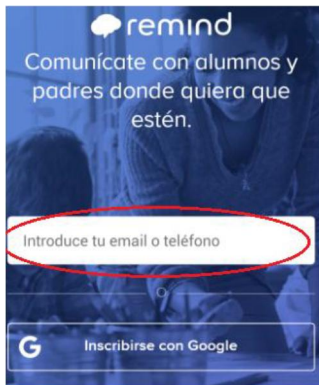 remind
Comunícate con alumnos y
padres donde quiera que
estén.
Introduce tu email o teléfono
O
G Inscribirse con Google